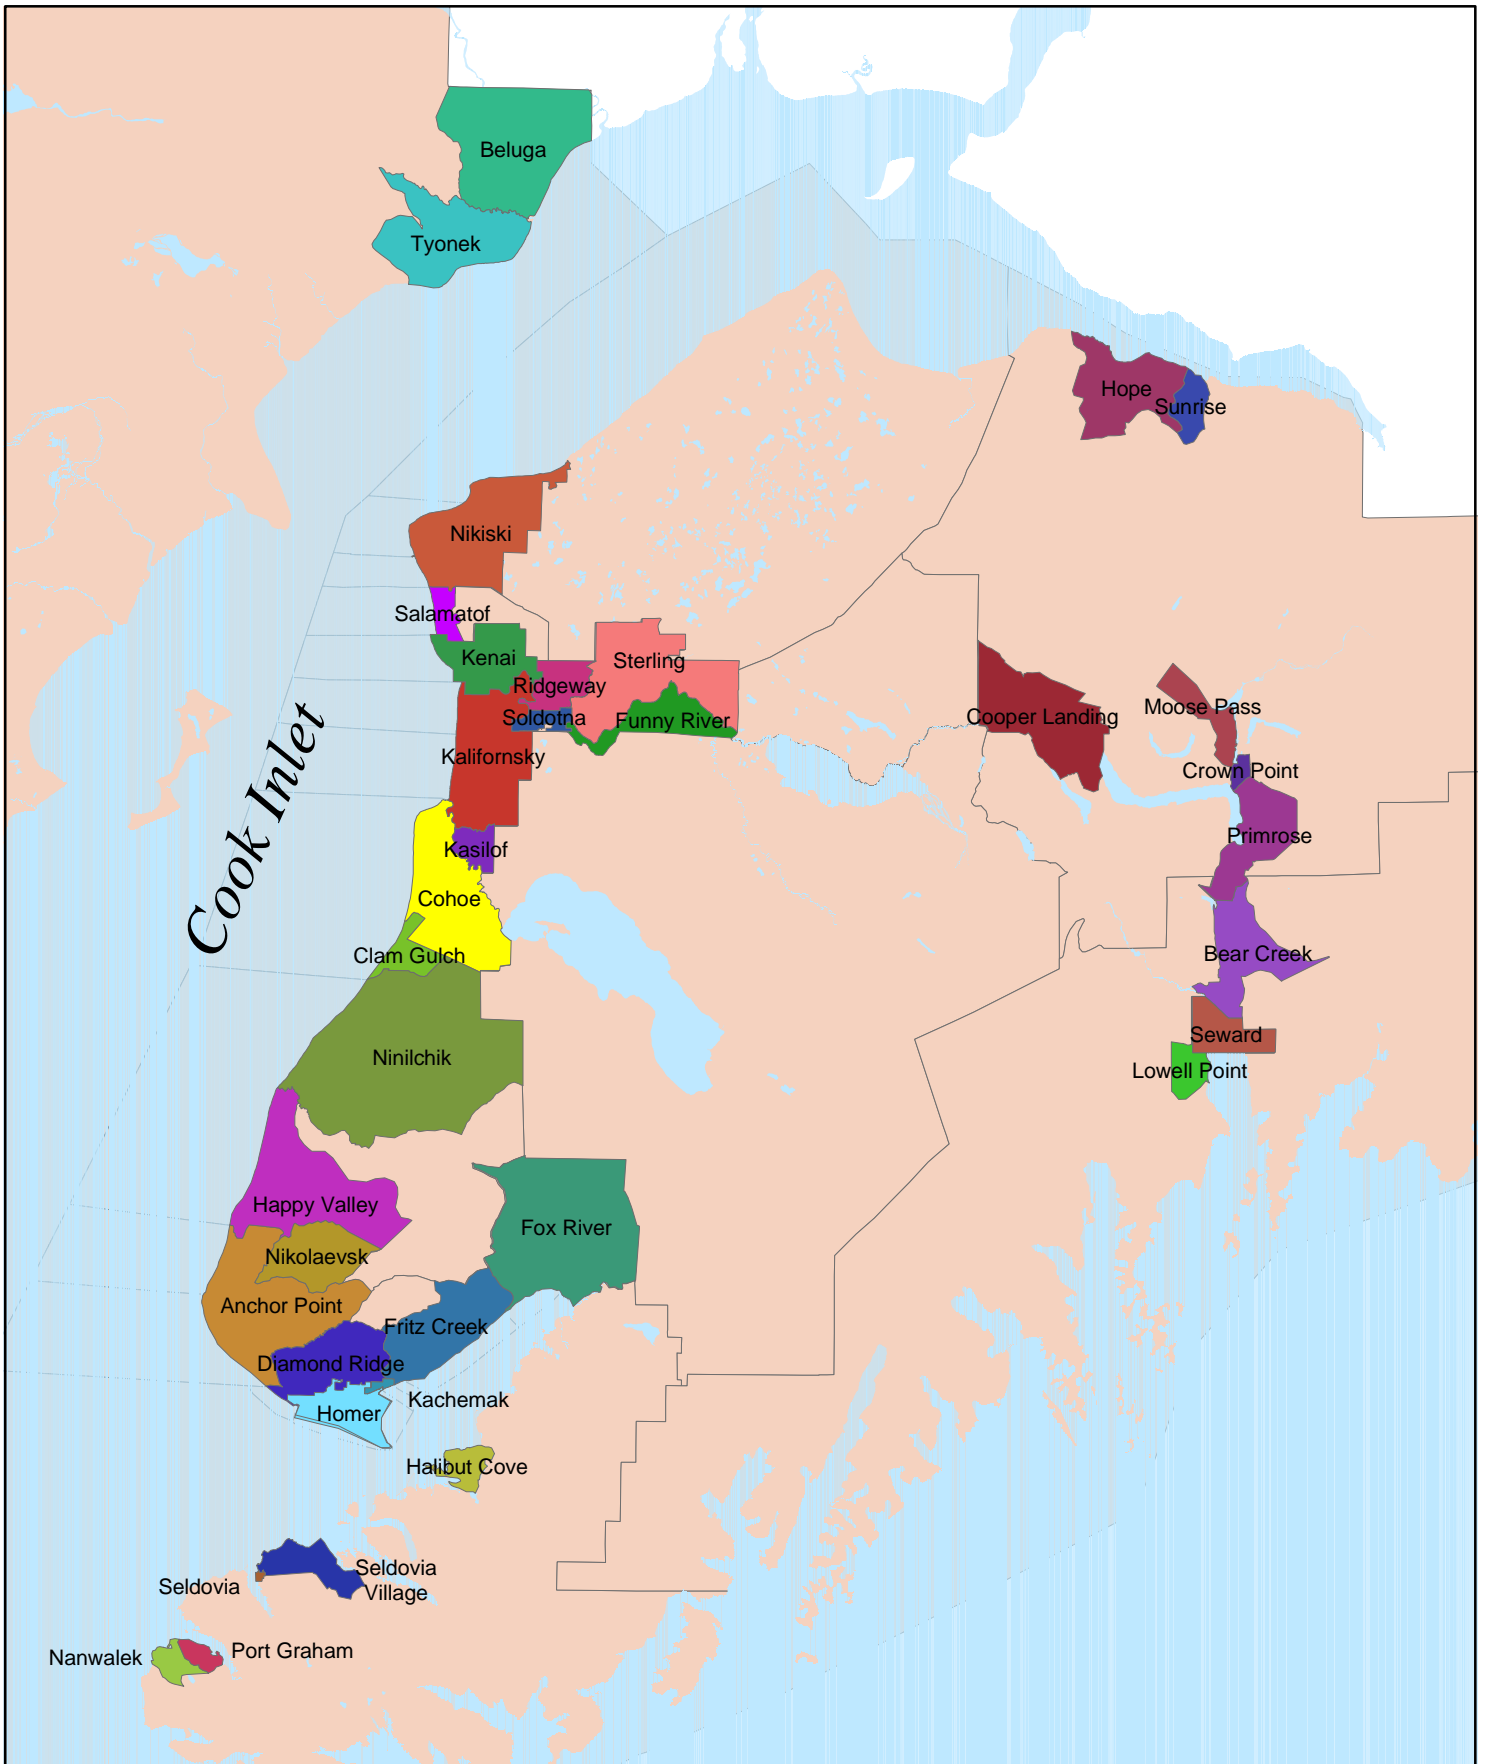 Beluga
Tyonek
Hope
Sunrise
Nikiski
Salamatof
Kenai
Sterling
Ridgeway
Soldotna
Funny River
Cooper Landing
Moose Pass
Kalifornsky
Crown Point
Cook Inlet
Primrose
Kasilof
Cohoe
Clam Gulch
Bear Creek
Seward
Ninilchik
Lowell Point
Happy Valley
Fox River
Nikolaevsk
Anchor Point
Fritz Creek
Diamond Ridge
Kachemak
Homer
Halibut Cove
Seldovia
Village
Seldovia
Port Graham
Nanwalek